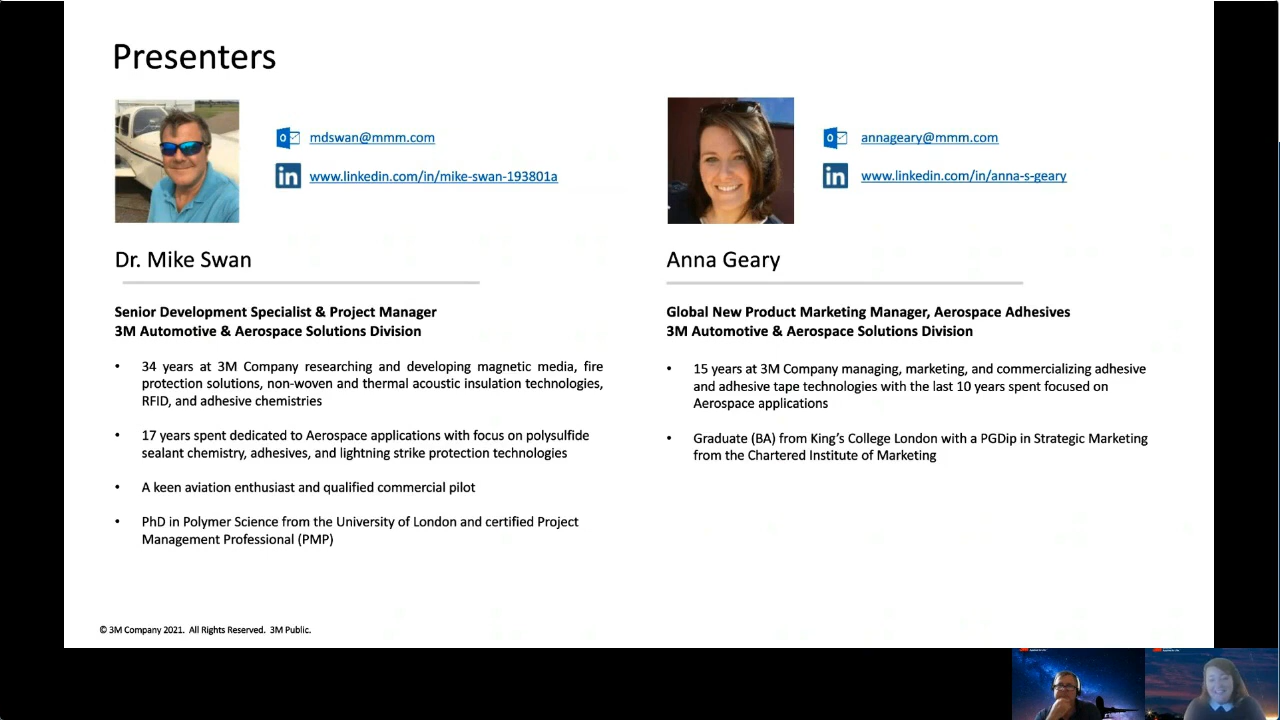 Presenters
mdswan@mmm.com
www.linkedin.com/in/mike-swan-193801a
Dr. Mike Swan
Senior Development Specialist & Project Manager
3M Automotive & Aerospace Solutions Division
• 34 years at 3M Company researching and developing magnetic media, fire
protection solutions, non-woven and thermal acoustic insulation technologies,
RFID, and adhesive chemistries
• 17 years spent dedicated to Aerospace applications with focus on polysulfide
sealant chemistry, adhesives, and lightning strike protection technologies
• A keen aviation enthusiast and qualified commercial pilot
• PhD in Polymer Science from the University of London and certified Project
Management Professional (PMP)
annageary@mmm.com
www.linkedin.com/in/anna-s-geary
Anna Geary
Global New Product Marketing Manager, Aerospace Adhesives
3M Automotive & Aerospace Solutions Division
• 15 years at 3M Company managing, marketing, and commercializing adhesive
and adhesive tape technologies with the last 10 years spent focused on
Aerospace applications
• Graduate (BA) from King's College London with a PGDip in Strategic Marketing
from the Chartered Institute of Marketing
© 3M Company 2021. All Rights Reserved. 3M Public.